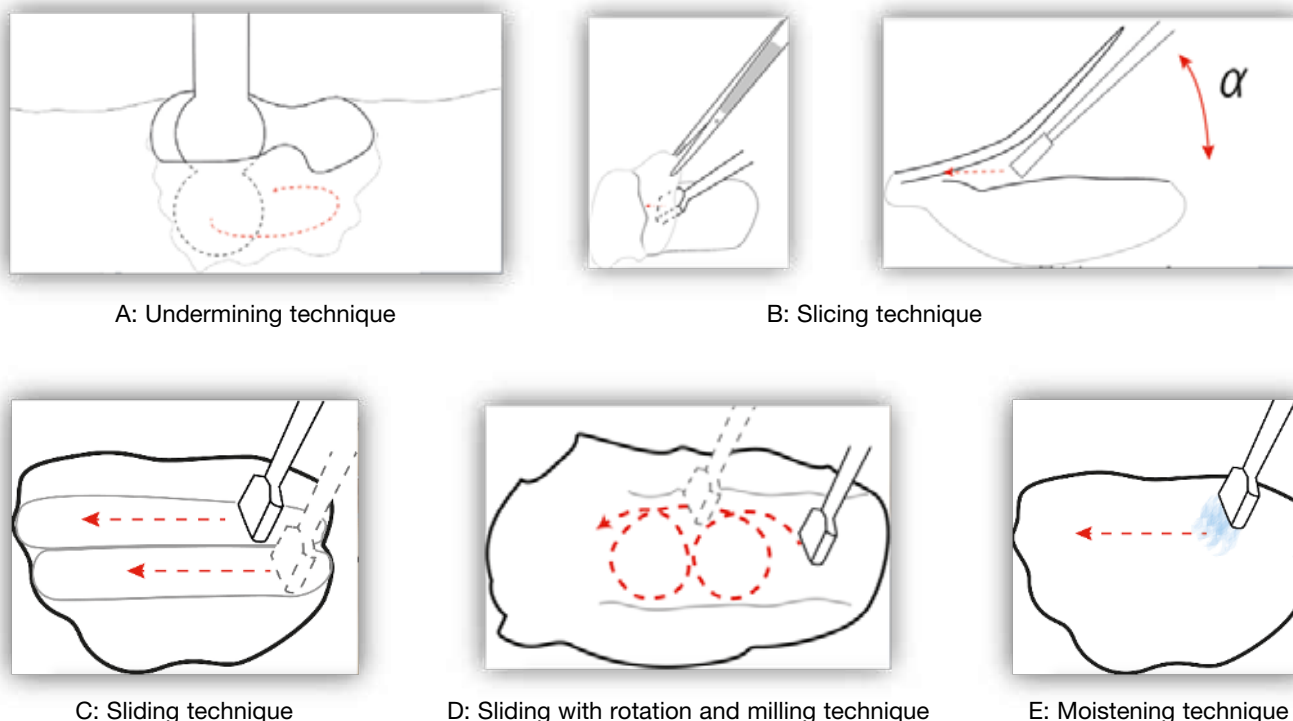 α
A: Undermining technique
B: Slicing technique
C: Sliding technique
D: Sliding with rotation and milling technique
E: Moistening technique